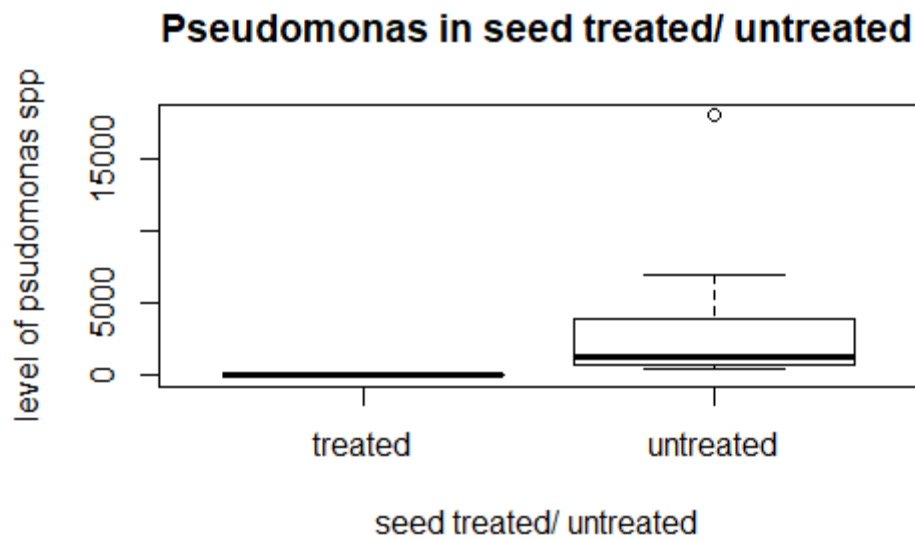 Pseudomonas in seed treated/ untreated
level of psudomonas spp
15000
5000
0
treated
untreated
seed treated/ untreated